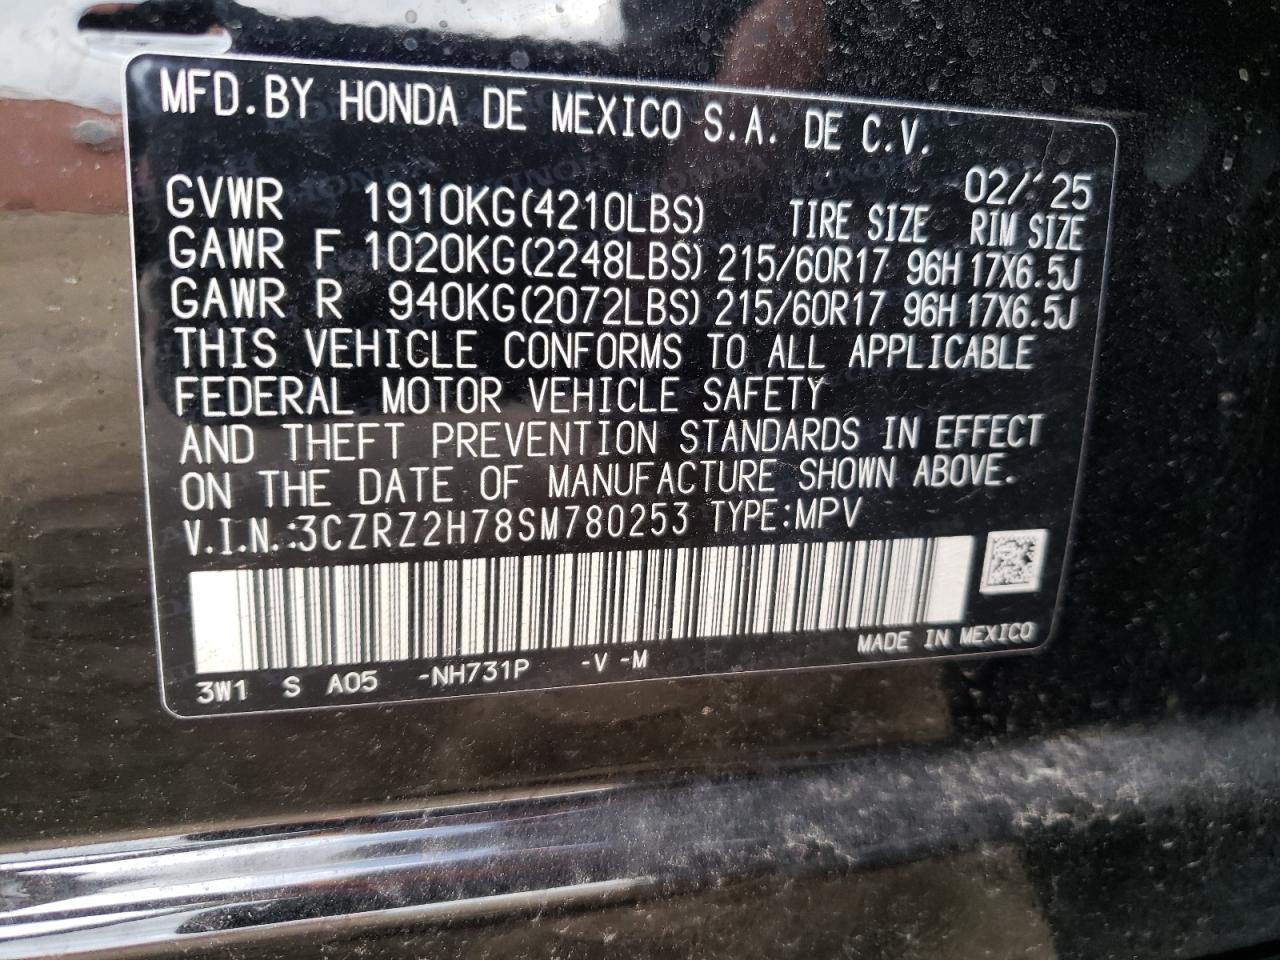 MFD.BY HONDA DE MEXICO S.A. DE C.V.
02/ 25
GVWR 1910KG(4210LBS) TIRE SIZE RIM SIZE
GAWR F 1020KG(2248LBS) 215/60R17 96H 17X6.5J
GAWR R 940KG(2072LBS) 215/60R17 96H 17X6.5J
THIS VEHICLE CONFORMS TO ALL APPLICABLE
FEDERAL MOTOR VEHICLE SAFETY
AND THEFT PREVENTION STANDARDS IN EFFECT
ON THE DATE OF MANUFACTURE SHOWN ABOVE.
V.I.N.:3CZRZ2H78SM780253 TYPE:MPV
MADE IN MEXICO
3W1 S A05 -NH731P -V -M